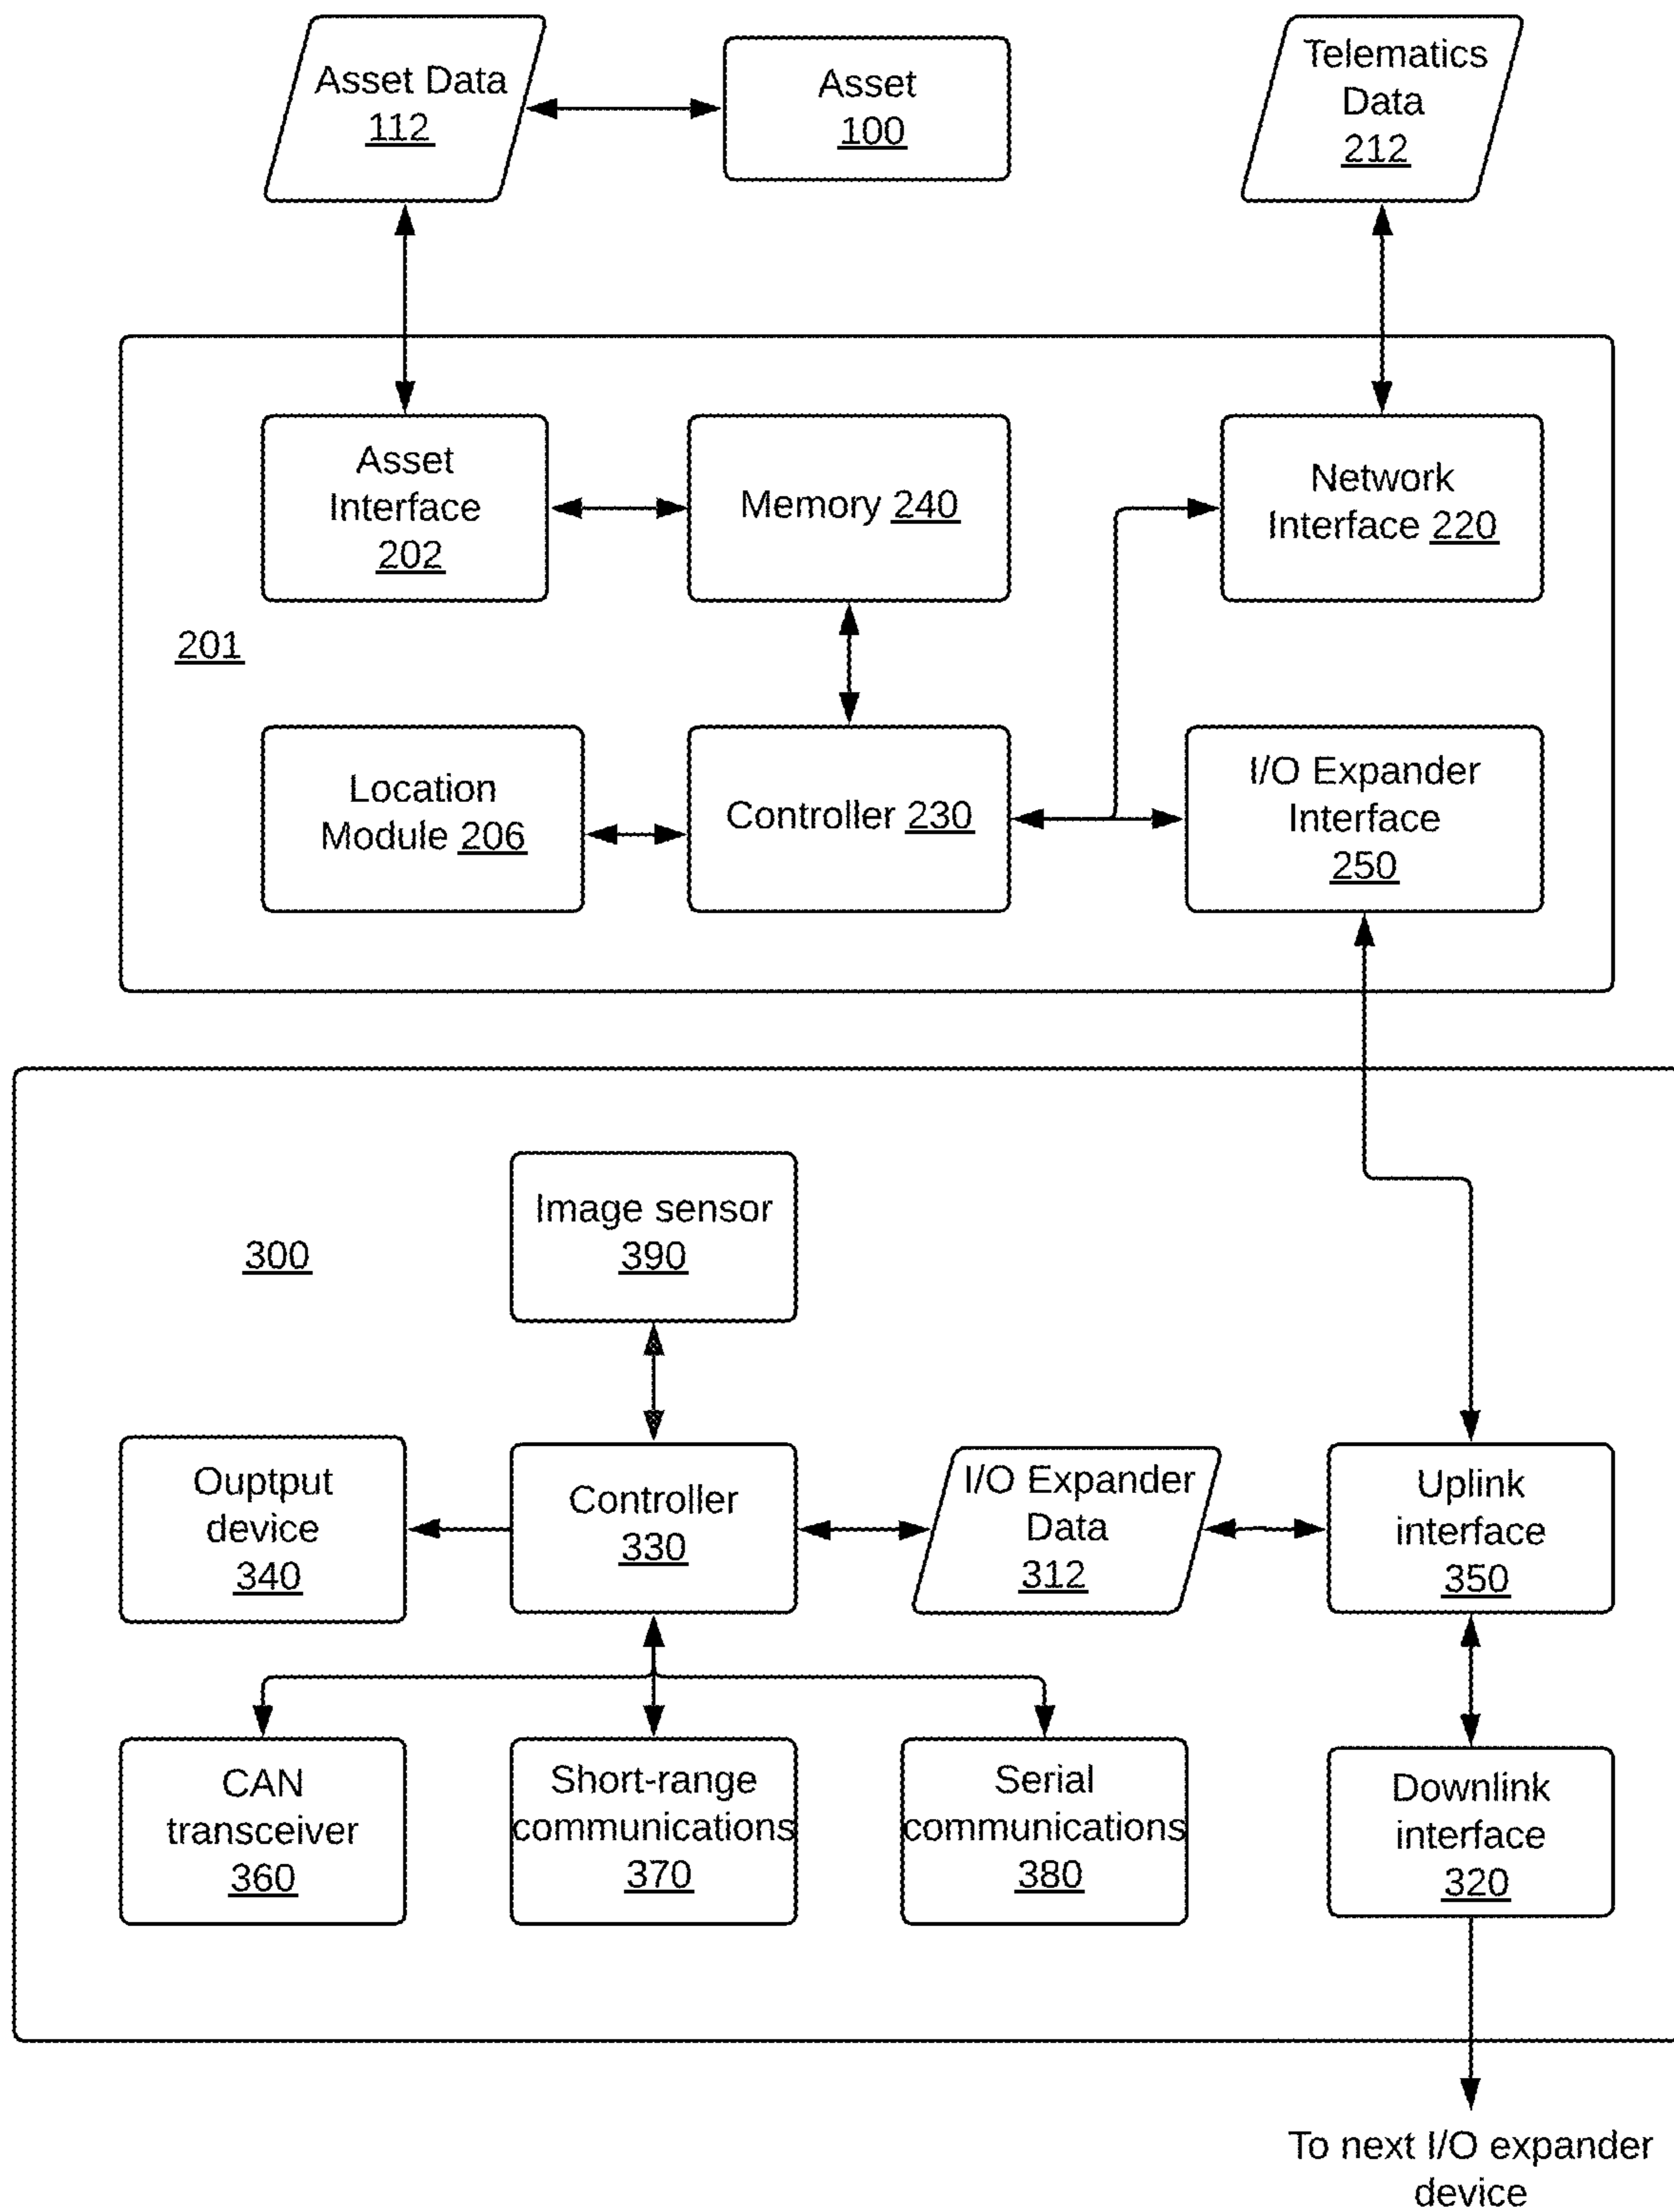 Asset Data
112
Asset
100
Telematics
Data
212
Asset
Interface
202
Memory 240
Network
Interface 220
201
Location
Module 206
Controller 230
I/O Expander
Interface
250
300
Image sensor
390
Ouptput
device
340
Controller
330
I/O Expander
Data
312
Uplink
interface
350
CAN
transceiver
360
Short-range
communications
370
Serial
communications
380
Downlink
interface
320
To next I/O expander
device